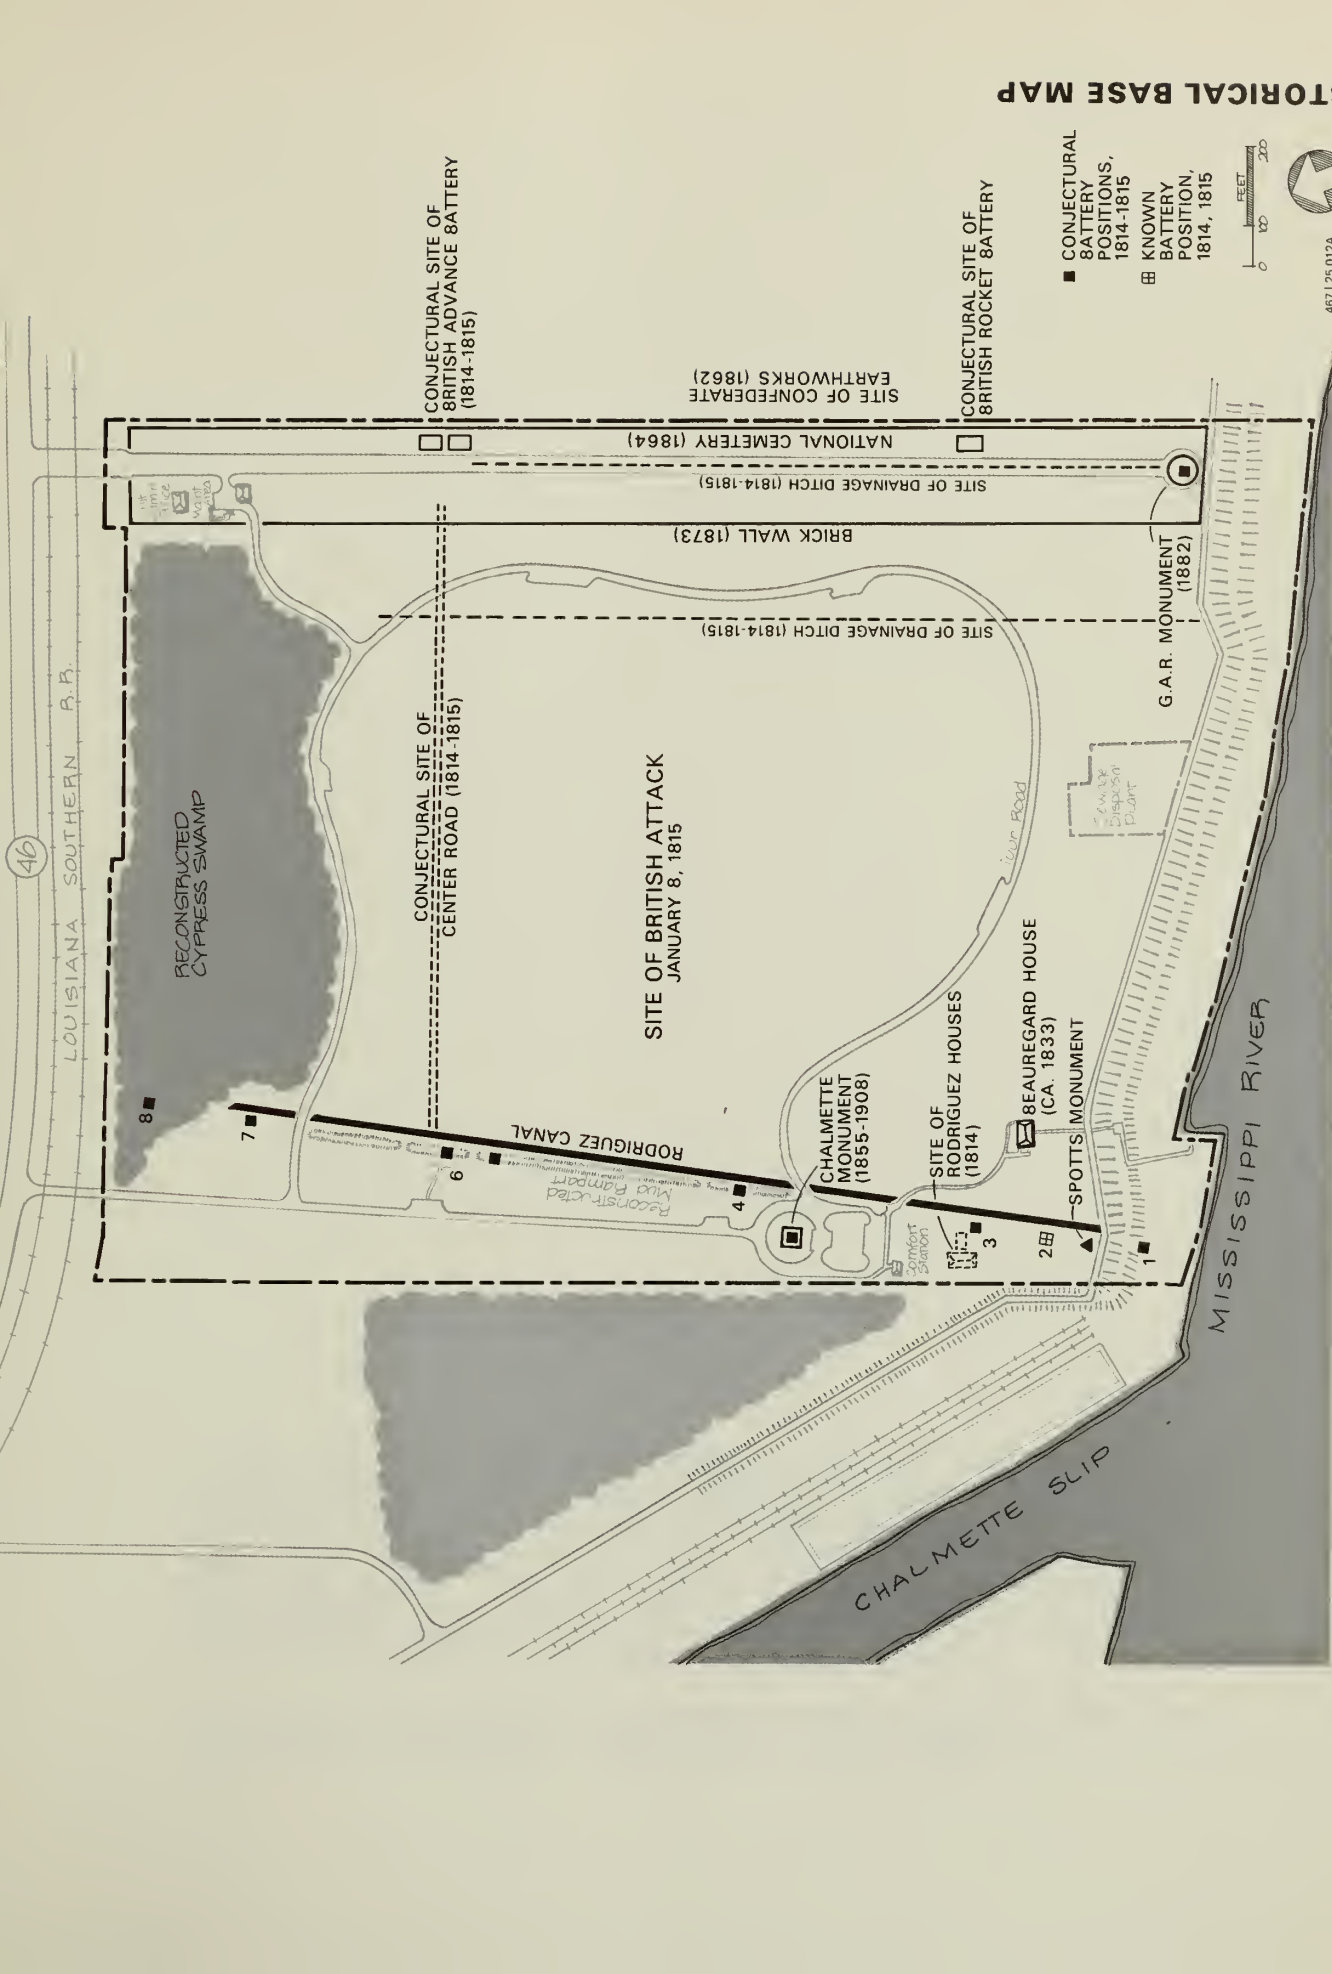 TORICAL BASE MAP
CONJECTURAL
BATTERY
POSITIONS,
1814-1815
KNOWN
BATTERY
POSITION,
1814, 1815
FEET
0 100 200
467 | 25 012A
CONJECTURAL SITE OF
BRITISH ADVANCE BATTERY
(1814-1815)
CONJECTURAL SITE OF
BRITISH ROCKET BATTERY
SITE OF CONFEDERATE
EARTHWORKS (1862)
NATIONAL CEMETERY (1864)
SITE OF DRAINAGE DITCH (1814-1815)
BRICK WALL (1873)
SITE OF DRAINAGE DITCH (1814-1815)
G.A.R. MONUMENT
(1882)
46
LOUISIANA SOUTHERN R.R.
RECONSTRUCTED
CYPRESS SWAMP
CONJECTURAL SITE OF
CENTER ROAD (1814-1815)
SITE OF BRITISH ATTACK
JANUARY 8, 1815
Road
Disposal
Plant
8
7
6
4
3
2
1
RODRIGUEZ CANAL
Reconstructed
Mud Rampart
CHALMETTE
MONUMENT
(1855-1908)
SITE OF
RODRIGUEZ HOUSES
(1814)
BEAUREGARD HOUSE
(CA. 1833)
SPOTTS MONUMENT
Comfort
Station
MISSISSIPPI RIVER
CHALMETTE SLIP